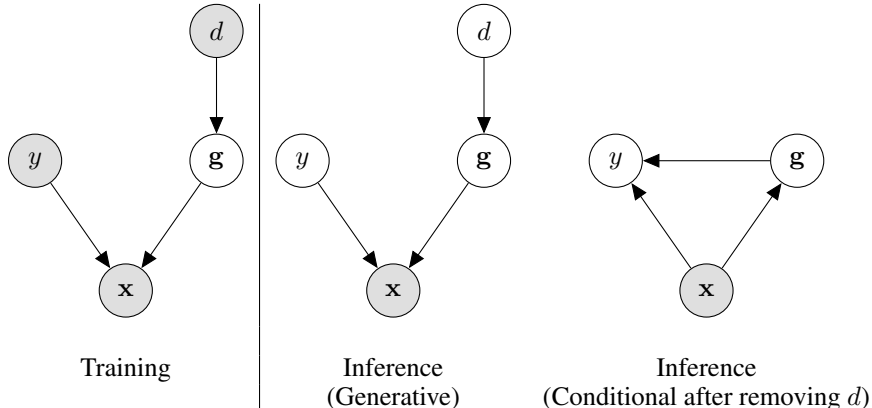 d
d
y
g
y
g
y
g
x
x
x
Training
Inference
(Generative)
Inference
(Conditional after removing d)